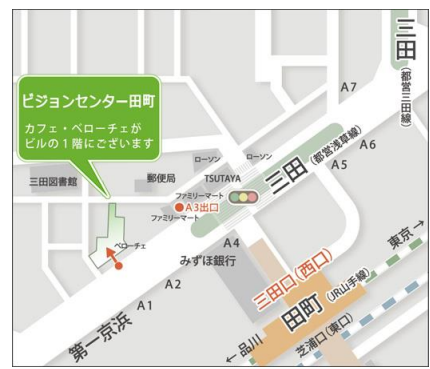 三田
(都営三田線)
A7
ビジョンセンター田町
カフェ・ベローチェが
ビルの1階にございます
三田
(都営浅草線)
A6
A5
ローソン
ローソン
郵便局
TSUTAYA
三田図書館
ファミリーマート
A3出口
ファミリーマート
A4
ベローチェ
みずほ銀行
東京→
三田口(西口)
A2
A1
田町
(JR山手線)
第一京浜
←品川
芝浦口(東口)